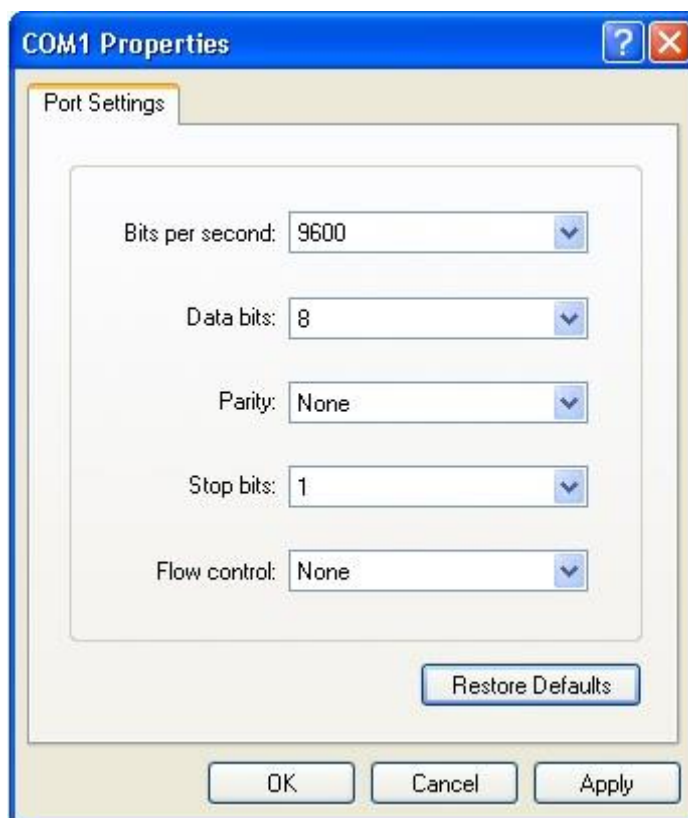 COM1 Properties
Port Settings
Bits per second: 9600
Data bits: 8
Parity: None
Stop bits: 1
Flow control: None
Restore Defaults
OK Cancel Apply